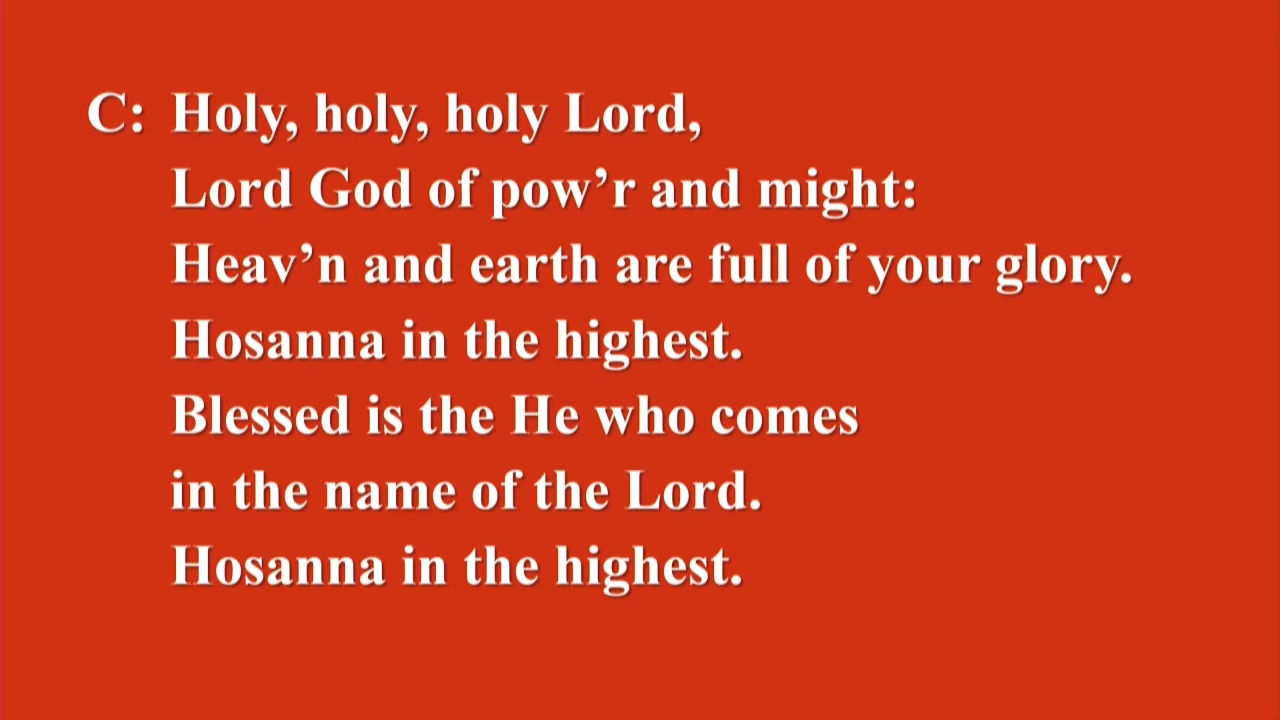 C: Holy, holy, holy Lord,
Lord God of pow’r and might:
Heav’n and earth are full of your glory.
Hosanna in the highest.
Blessed is the He who comes
in the name of the Lord.
Hosanna in the highest.